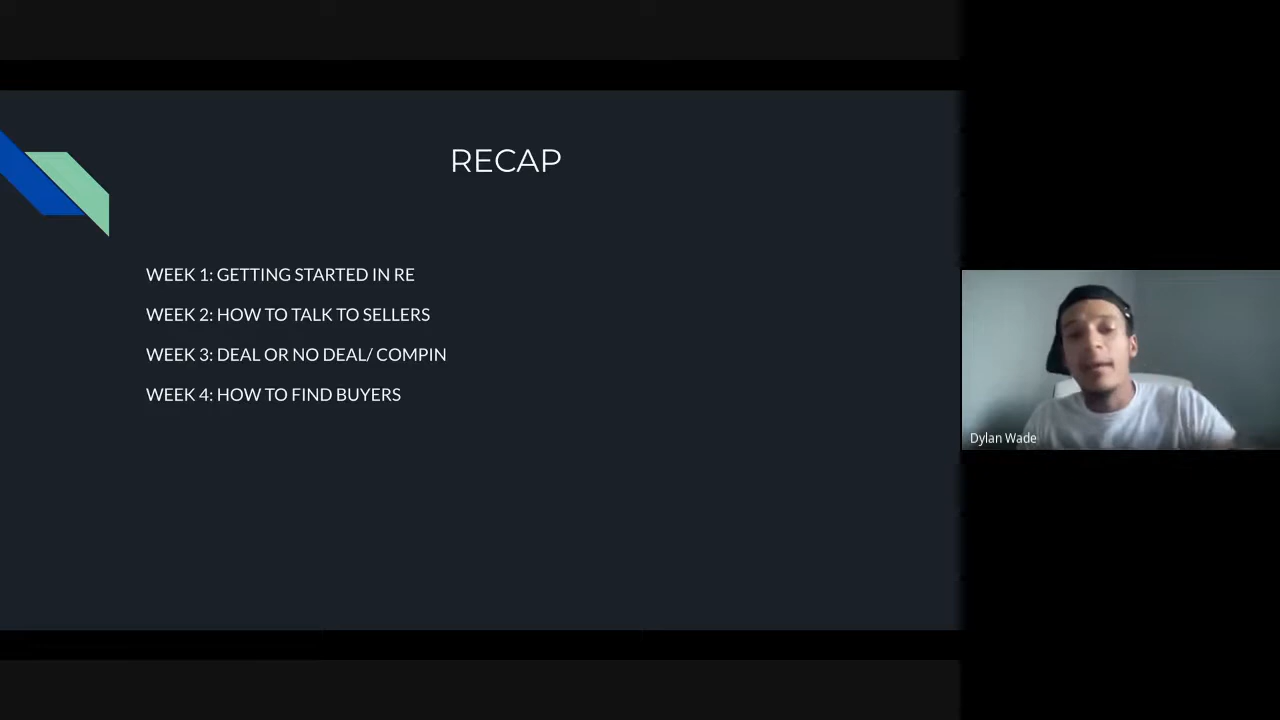 RECAP
WEEK 1: GETTING STARTED IN RE
WEEK 2: HOW TO TALK TO SELLERS
WEEK 3: DEAL OR NO DEAL/ COMPIN
WEEK 4: HOW TO FIND BUYERS
Dylan Wade